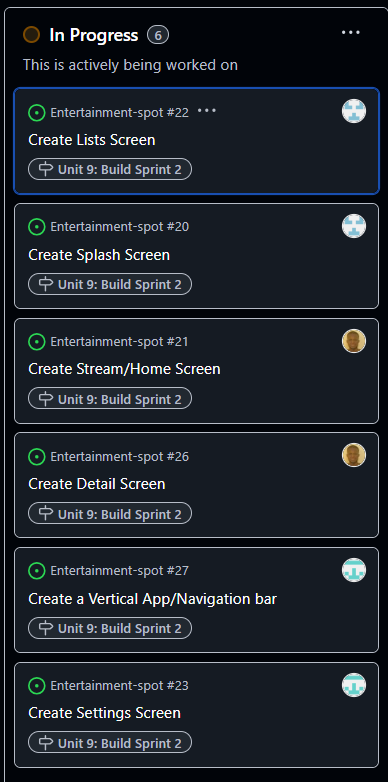 In Progress 6
This is actively being worked on
Entertainment-spot #22
Create Lists Screen
Unit 9: Build Sprint 2
Entertainment-spot #20
Create Splash Screen
Unit 9: Build Sprint 2
Entertainment-spot #21
Create Stream/Home Screen
Unit 9: Build Sprint 2
Entertainment-spot #26
Create Detail Screen
Unit 9: Build Sprint 2
Entertainment-spot #27
Create a Vertical App/Navigation bar
Unit 9: Build Sprint 2
Entertainment-spot #23
Create Settings Screen
Unit 9: Build Sprint 2